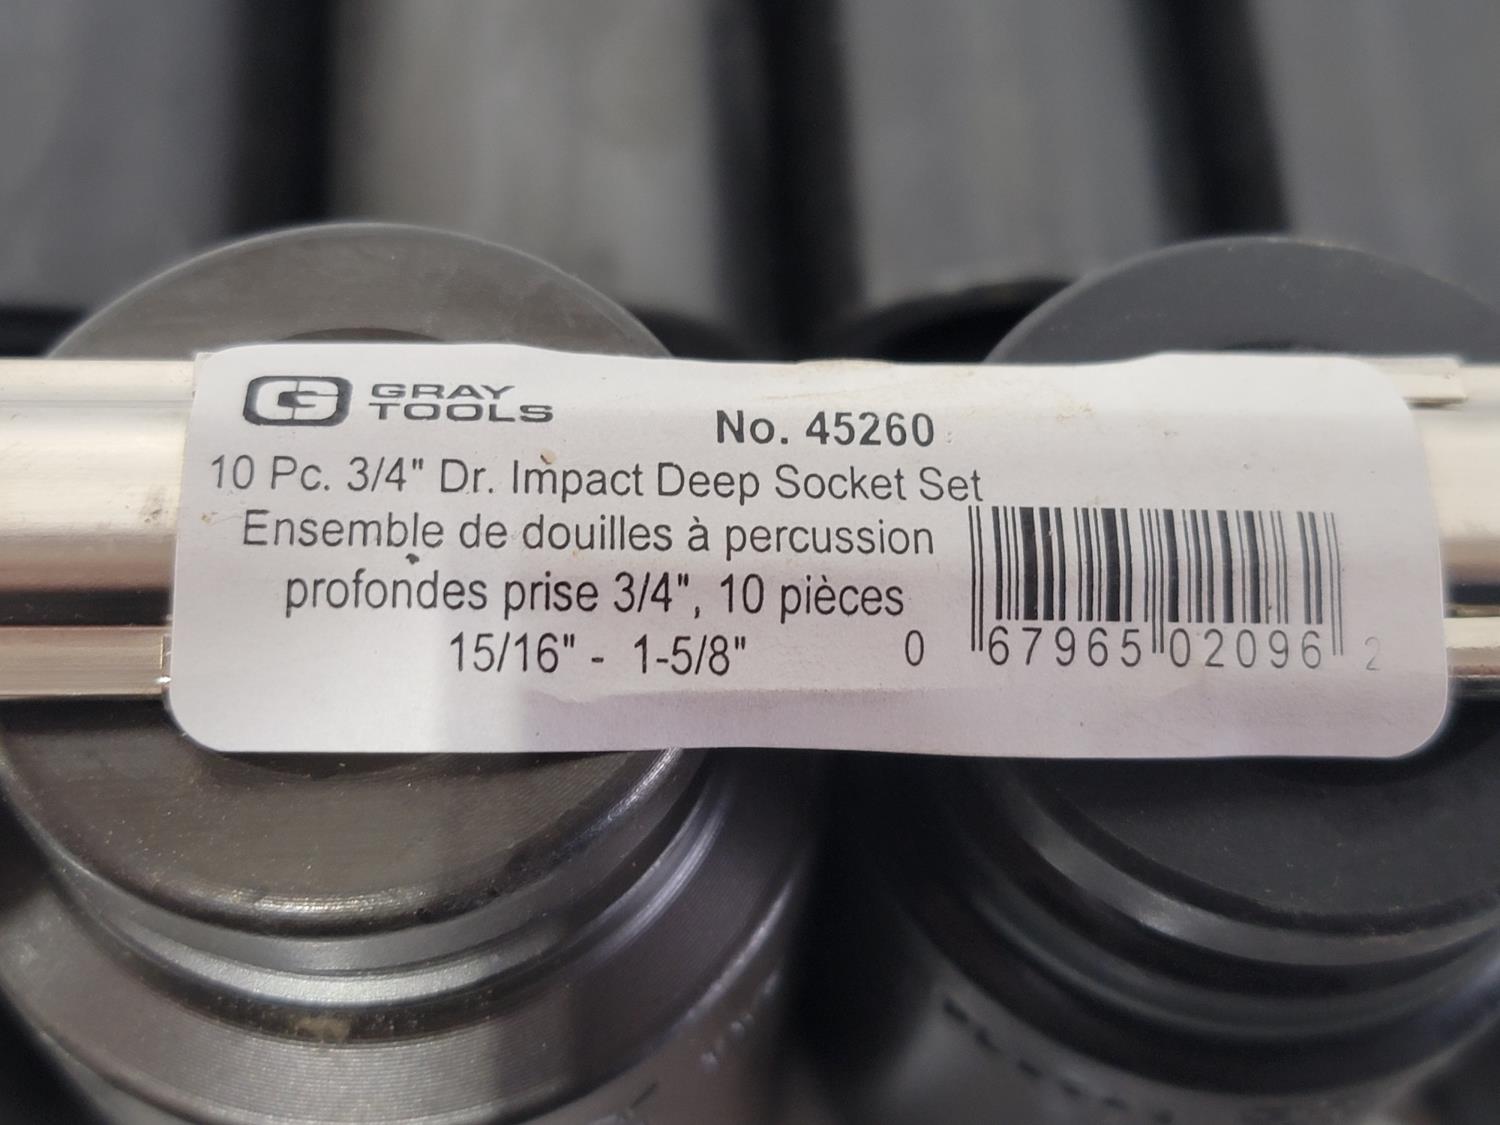 GRAY
TOOLS
No. 45260
10 Pc. 3/4" Dr. Impact Deep Socket Set
Ensemble de douilles à percussion
profondes prise 3/4", 10 pièces
15/16" - 1-5/8"
0 67965 02096 2